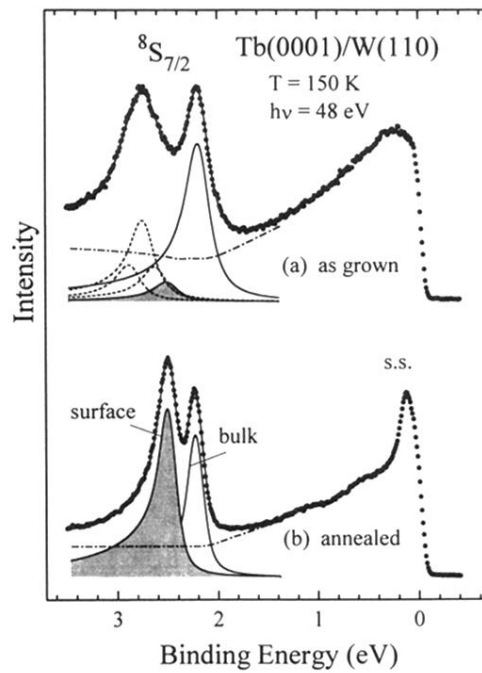 ⁸S₇/₂
Tb(0001)/W(110)
T = 150 K
hν = 48 eV
(a) as grown
s.s.
surface
bulk
(b) annealed
Intensity
3 2 1 0
Binding Energy (eV)